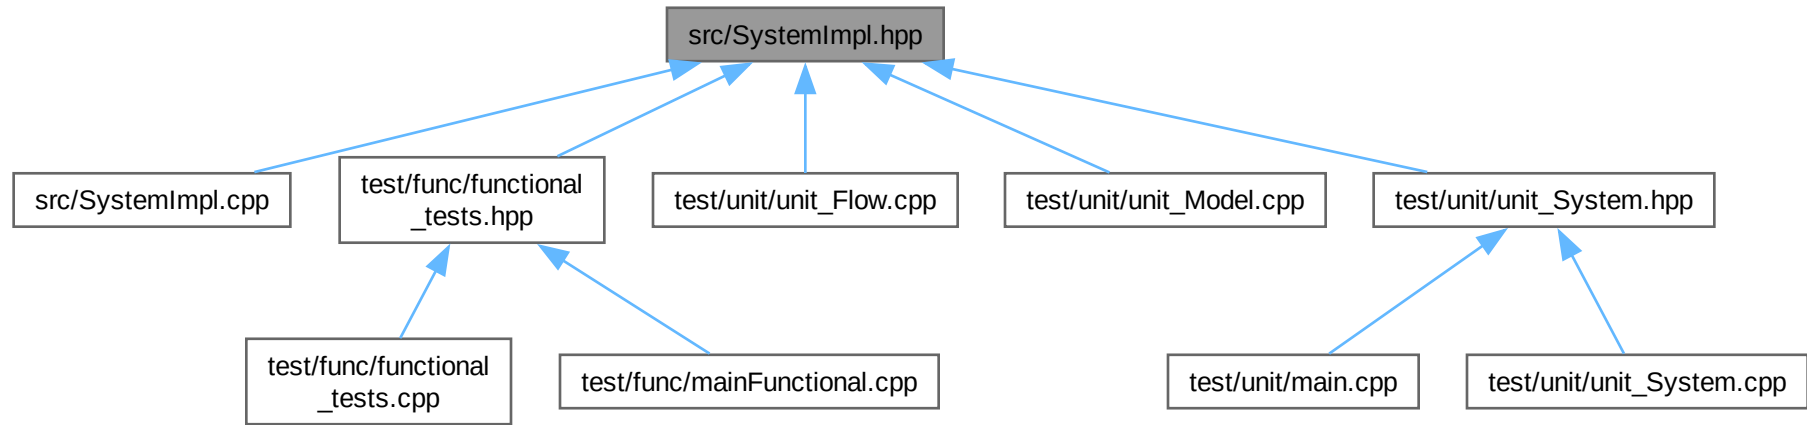 src/SystemImpl.hpp
src/SystemImpl.cpp
test/func/functional
_tests.hpp
test/unit/unit_Flow.cpp
test/unit/unit_Model.cpp
test/unit/unit_System.hpp
test/func/functional
_tests.cpp
test/func/mainFunctional.cpp
test/unit/main.cpp
test/unit/unit_System.cpp